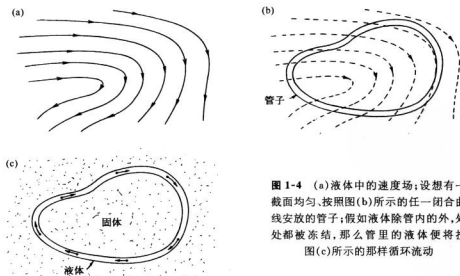 (a)
(b)
管子
(c)
固体
液体
图 1-4 (a)液体中的速度场;设想有一
截面均匀、按照图(b)所示的任一闭合曲
线安放的管子;假如液体除管内的外,处
处都被冻结,那么管里的液体便将按
图(c)所示的那样循环流动